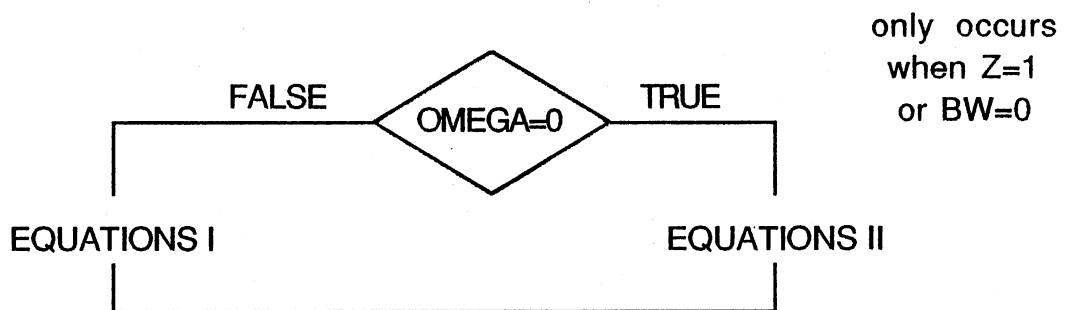 only occurs
when Z=1
or BW=0
FALSE
TRUE
OMEGA=0
EQUATIONS I
EQUATIONS II